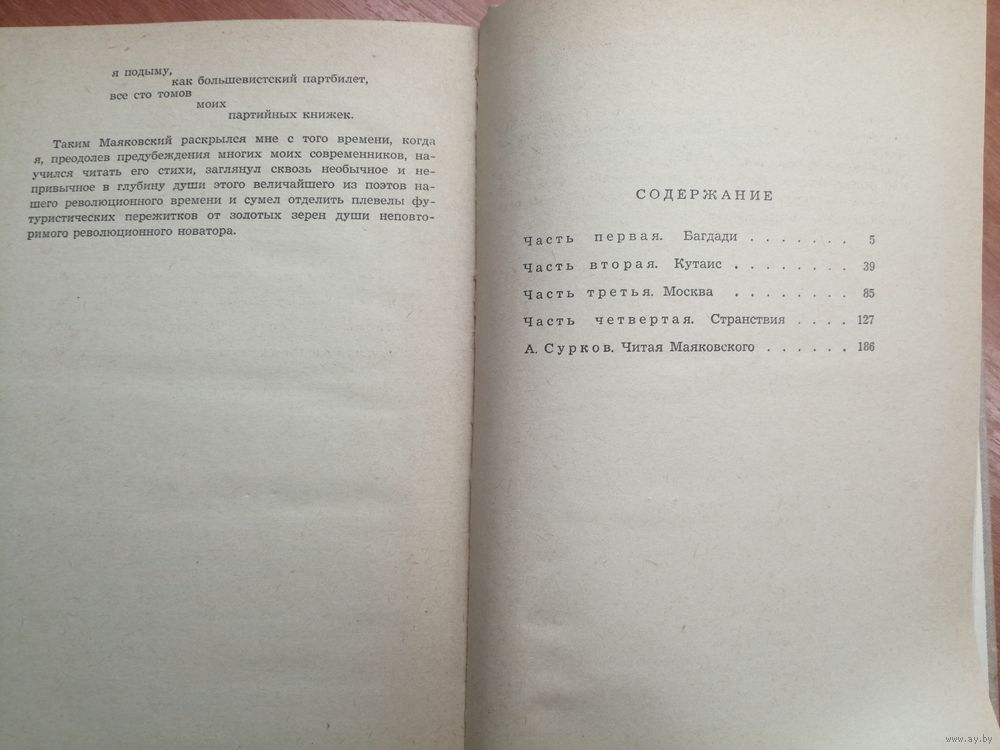 я подыму,
как большевистский партбилет,
все сто томов
моих
партийных книжек.
Таким Маяковский раскрылся мне с того времени, когда
я, преодолев предубеждения многих моих современников, на-
учился читать его стихи, заглянул сквозь необычное и не-
привычное в глубину души этого величайшего из поэтов на-
шего революционного времени и сумел отделить плевелы фу-
туристических пережитков от золотых зерен души неповто-
римого революционного новатора.
СОДЕРЖАНИЕ
Часть первая. Багдади . . . . . . . 5
Часть вторая. Кутаис . . . . . . . 39
Часть третья. Москва . . . . . . . 85
Часть четвертая. Странствия . . . . 127
А. Сурков. Читая Маяковского . . . . . . 186
www.ay.by